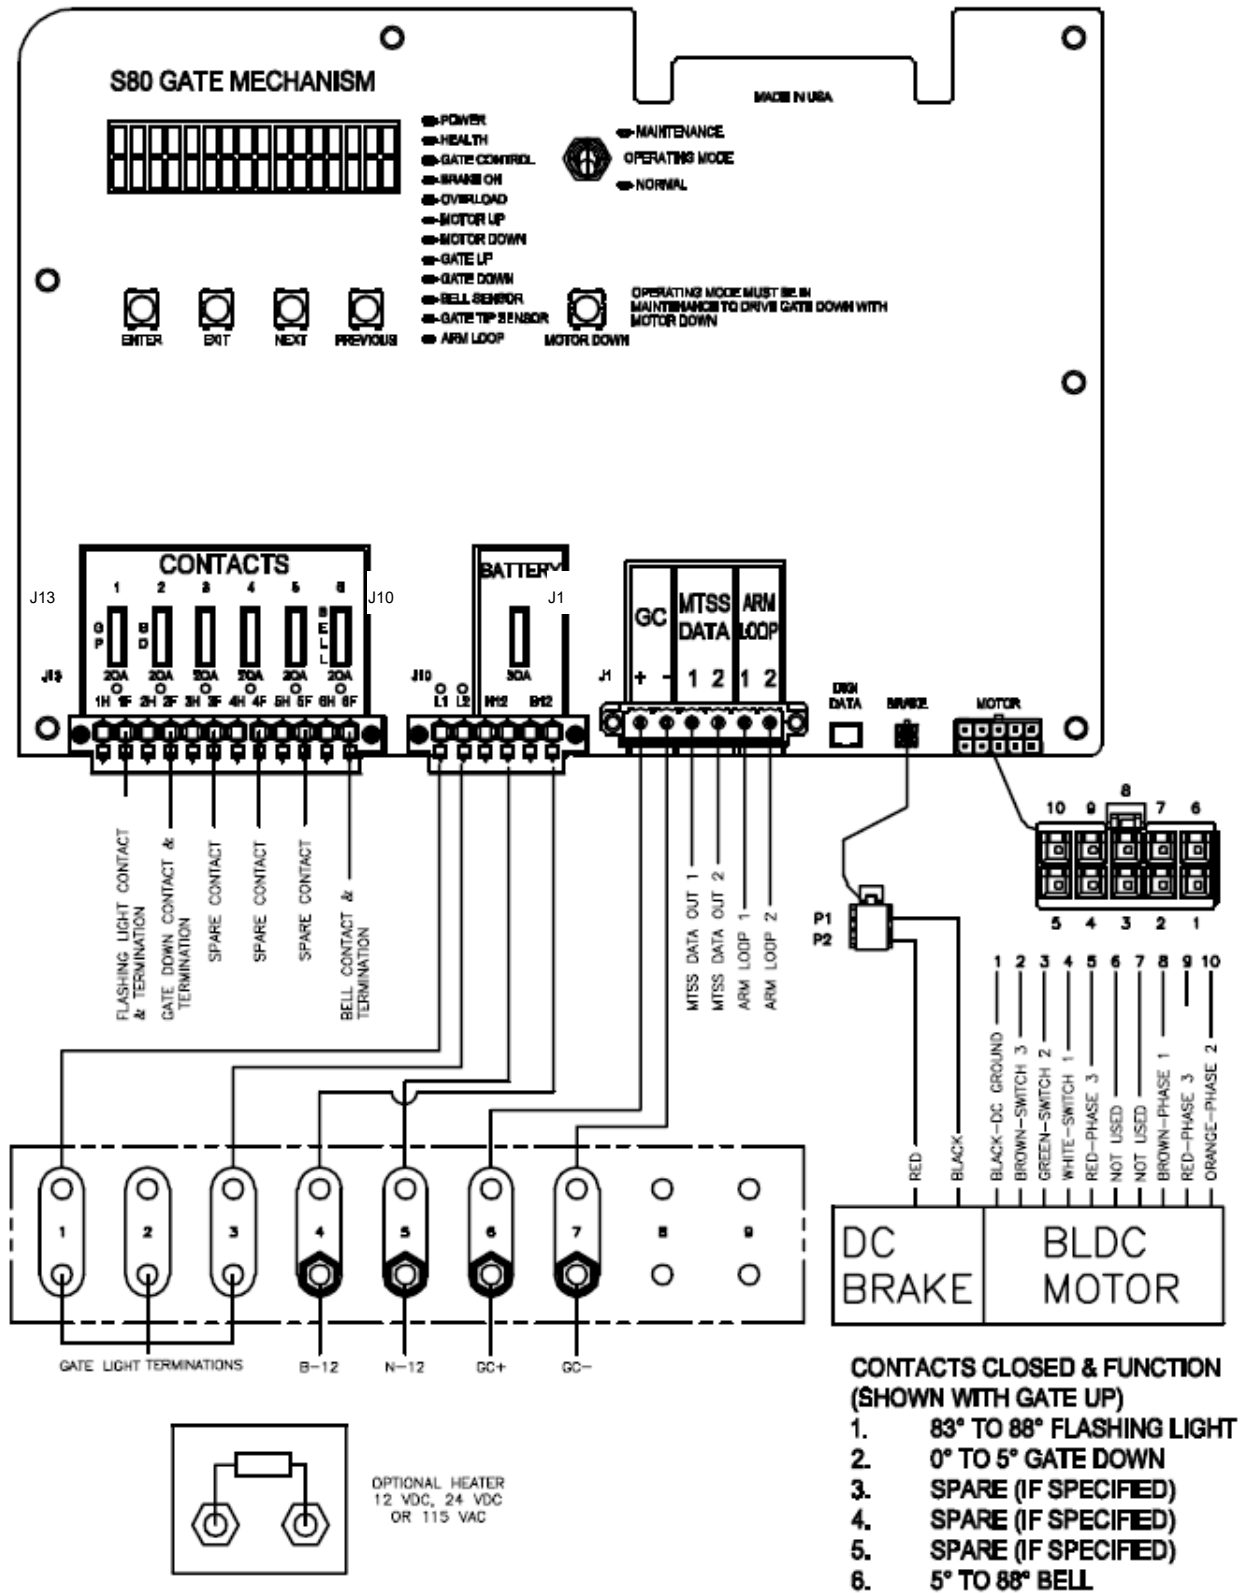 S80 GATE MECHANISM
MADE IN USA
POWER
HEALTH
GATE CONTROL
BRAKE ON
OVERLOAD
MOTOR UP
MOTOR DOWN
GATE UP
GATE DOWN
BELL SENSOR
GATE TIP SENSOR
ARM LOOP
MAINTENANCE
OPERATING MODE
NORMAL
ENTER
EXIT
NEXT
PREVIOUS
MOTOR DOWN
OPERATING MODE MUST BE IN
MAINTENANCE TO DRIVE GATE DOWN WITH
MOTOR DOWN
CONTACTS
1 2 3 4 5 6
GP
BELL
20A 20A 20A 20A 20A 20A
1H 1F 2H 2F 3H 3F 4H 4F 5H 5F 6H 6F
J13
J13
J10
BATTERY
J1
30A
J10
L1 L2 N12 B12
GC
MTSS
DATA
ARM
LOOP
J1
+ - 1 2 1 2
DIGI
DATA
BRAKE
MOTOR
FLASHING LIGHT CONTACT
& TERMINATION
GATE DOWN CONTACT &
TERMINATION
SPARE CONTACT
SPARE CONTACT
SPARE CONTACT
BELL CONTACT &
TERMINATION
MTSS DATA OUT 1
MTSS DATA OUT 2
ARM LOOP 1
ARM LOOP 2
P1
P2
10 9 8 7 6
5 4 3 2 1
1 2 3 4 5 6 7 8 9 10
RED
BLACK
BLACK-DC GROUND
BROWN-SWITCH 3
GREEN-SWITCH 2
WHITE-SWITCH 1
RED-PHASE 3
NOT USED
NOT USED
BROWN-PHASE 1
RED-PHASE 3
ORANGE-PHASE 2
DC
BRAKE
BLDC
MOTOR
1 2 3 4 5 6 7 8 9
GATE LIGHT TERMINATIONS
B-12
N-12
GC+
GC-
OPTIONAL HEATER
12 VDC, 24 VDC
OR 115 VAC
CONTACTS CLOSED & FUNCTION
(SHOWN WITH GATE UP)
1. 83° TO 88° FLASHING LIGHT
2. 0° TO 5° GATE DOWN
3. SPARE (IF SPECIFIED)
4. SPARE (IF SPECIFIED)
5. SPARE (IF SPECIFIED)
6. 5° TO 88° BELL